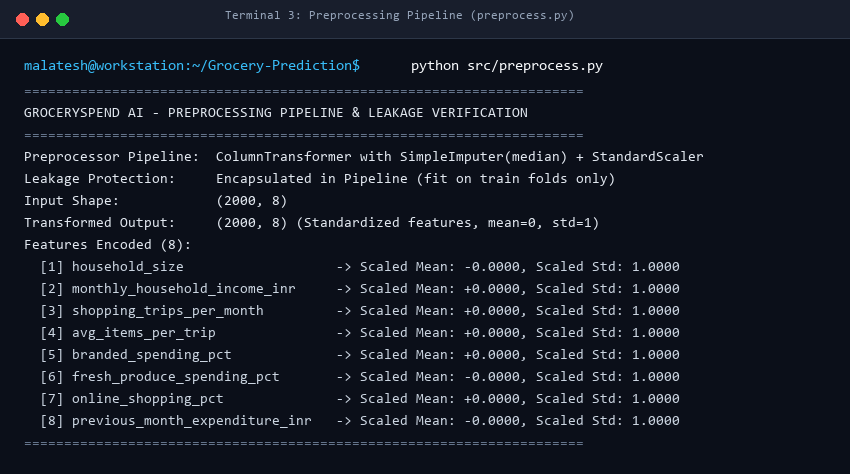 Terminal 3: Preprocessing Pipeline (preprocess.py)
malatesh@workstation:~/Grocery-Prediction$ python src/preprocess.py
======================================================================
GROCERYSPEND AI - PREPROCESSING PIPELINE & LEAKAGE VERIFICATION
======================================================================
Preprocessor Pipeline: ColumnTransformer with SimpleImputer(median) + StandardScaler
Leakage Protection: Encapsulated in Pipeline (fit on train folds only)
Input Shape: (2000, 8)
Transformed Output: (2000, 8) (Standardized features, mean=0, std=1)
Features Encoded (8):
[1] household_size -> Scaled Mean: -0.0000, Scaled Std: 1.0000
[2] monthly_household_income_inr -> Scaled Mean: +0.0000, Scaled Std: 1.0000
[3] shopping_trips_per_month -> Scaled Mean: +0.0000, Scaled Std: 1.0000
[4] avg_items_per_trip -> Scaled Mean: +0.0000, Scaled Std: 1.0000
[5] branded_spending_pct -> Scaled Mean: +0.0000, Scaled Std: 1.0000
[6] fresh_produce_spending_pct -> Scaled Mean: -0.0000, Scaled Std: 1.0000
[7] online_shopping_pct -> Scaled Mean: +0.0000, Scaled Std: 1.0000
[8] previous_month_expenditure_inr -> Scaled Mean: -0.0000, Scaled Std: 1.0000
======================================================================